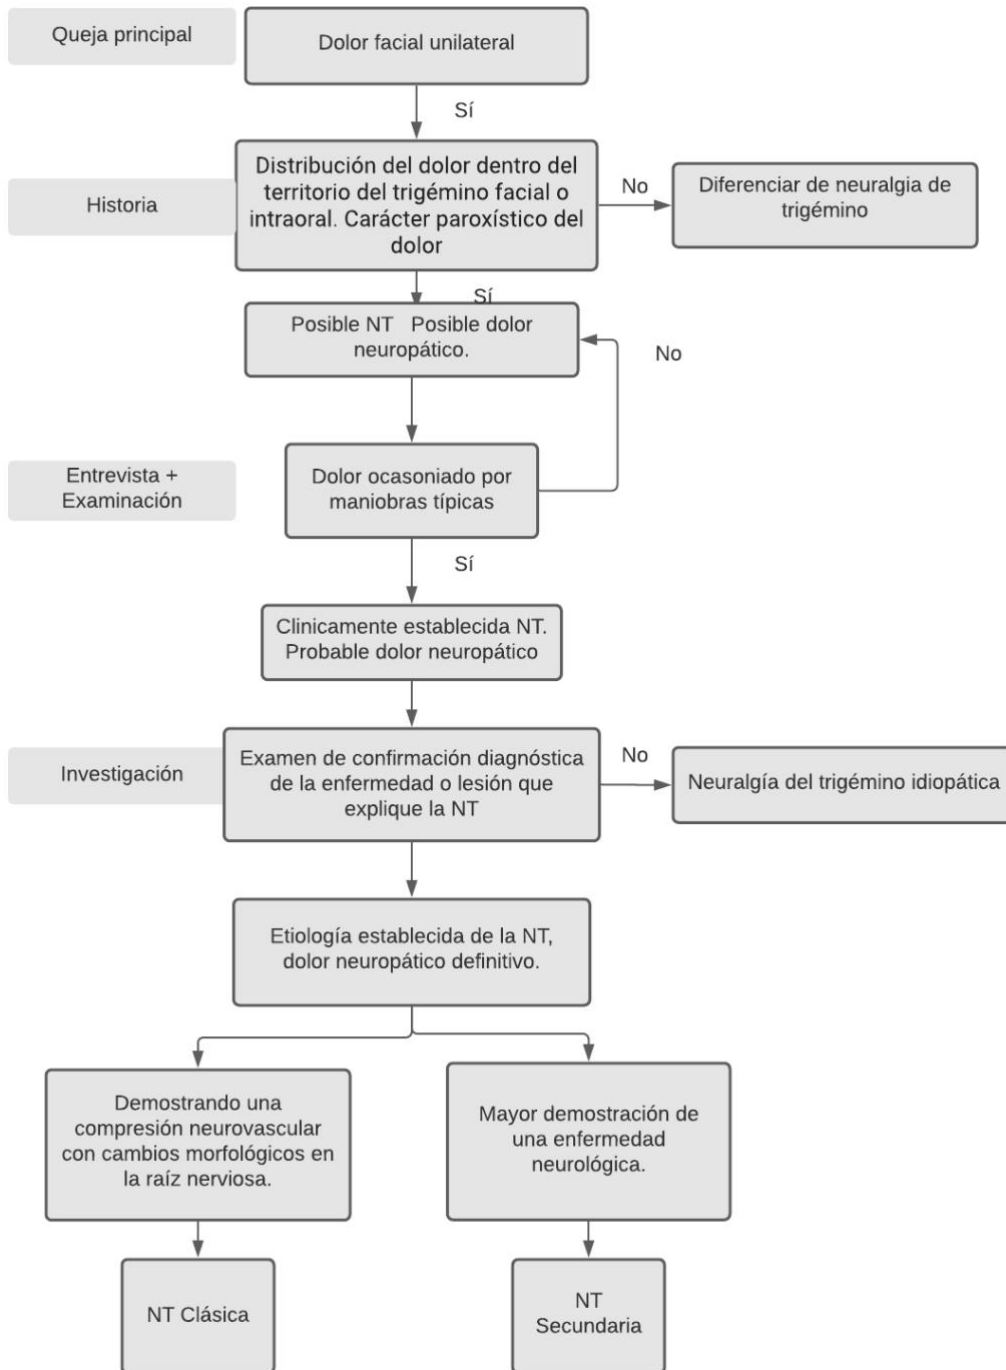 Queja principal
Dolor facial unilateral
Sí
Historia
Distribución del dolor dentro del
territorio del trigémino facial o
intraoral. Carácter paroxístico del
dolor
No
Diferenciar de neuralgia de
trigémino
Sí
Posible NT   Posible dolor
neuropático.
No
Entrevista +
Examinación
Dolor ocasoniado por
maniobras típicas
Sí
Clinicamente establecida NT.
Probable dolor neuropático
Investigación
Examen de confirmación diagnóstica
de la enfermedad o lesión que
explique la NT
No
Neuralgía del trigémino idiopática
Etiología establecida de la NT,
dolor neuropático definitivo.
Demostrando una
compresión neurovascular
con cambios morfológicos en
la raíz nerviosa.
Mayor demostración de
una enfermedad
neurológica.
NT Clásica
NT
Secundaria